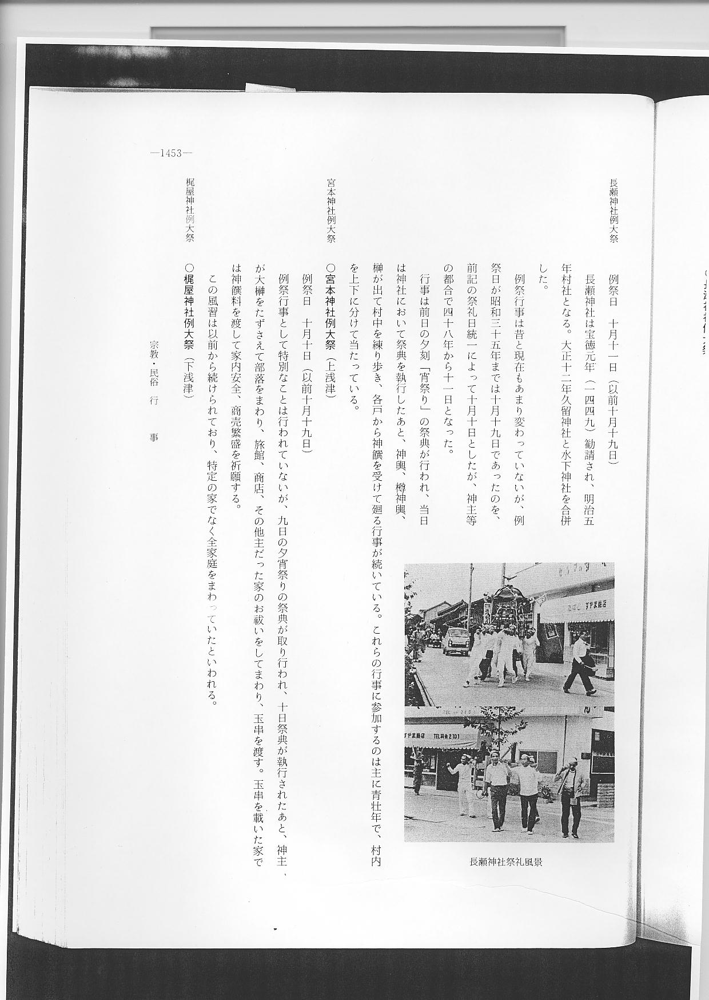 長瀬神社例大祭
例祭日　十月十一日（以前十月十九日）
長瀬神社は宝徳元年（一四四九）勧請され、明治五
年村社となる。大正十二年久留神社と水下神社を合併
した。
例祭行事は昔と現在もあまり変わっていないが、例
祭日が昭和三十五年までは十月十九日であったのを、
前記の祭礼日統一によって十月十日としたが、神主等
の都合で四十八年から十一日となった。
行事は前日の夕刻「宵祭り」の祭典が行われ、当日
は神社において祭典を執行したあと、神輿、樽神輿、
榊が出て村中を練り歩き、各戸から神饌を受けて廻る行事が続いている。これらの行事に参加するのは主に青壮年で、村内
を上下に分けて当たっている。
すやま商店
すやま商店　TEL羽合2101
長瀬神社祭礼風景
宮本神社例大祭
〇宮本神社例大祭（上浅津）
例祭日　十月十日（以前十月十九日）
例祭行事として特別なことは行われていないが、九日の夕宵祭りの祭典が取り行われ、十日祭典が執行されたあと、神主
が大榊をたずさえて部落をまわり、旅館、商店、その他主だった家のお祓いをしてまわり、玉串を渡す。玉串を載いた家で
は神饌料を渡して家内安全、商売繁盛を祈願する。
この風習は以前から続けられており、特定の家でなく全家庭をまわっていたといわれる。
梶屋神社例大祭
〇梶屋神社例大祭（下浅津）
宗教・民俗　行　事
—1453—